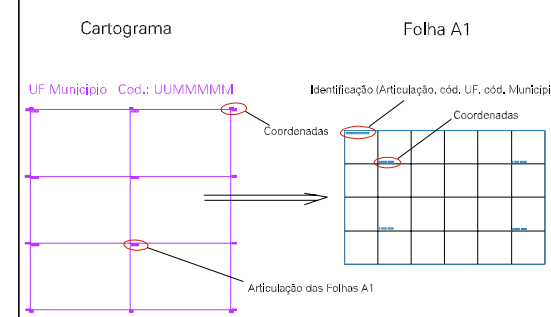 Cartograma
Folha A1
UF Município Cod.: UUMMMMM
Identificação (Articulação, cód. UF, cód. Municípi
Coordenadas
Coordenadas
Articulação das Folhas A1